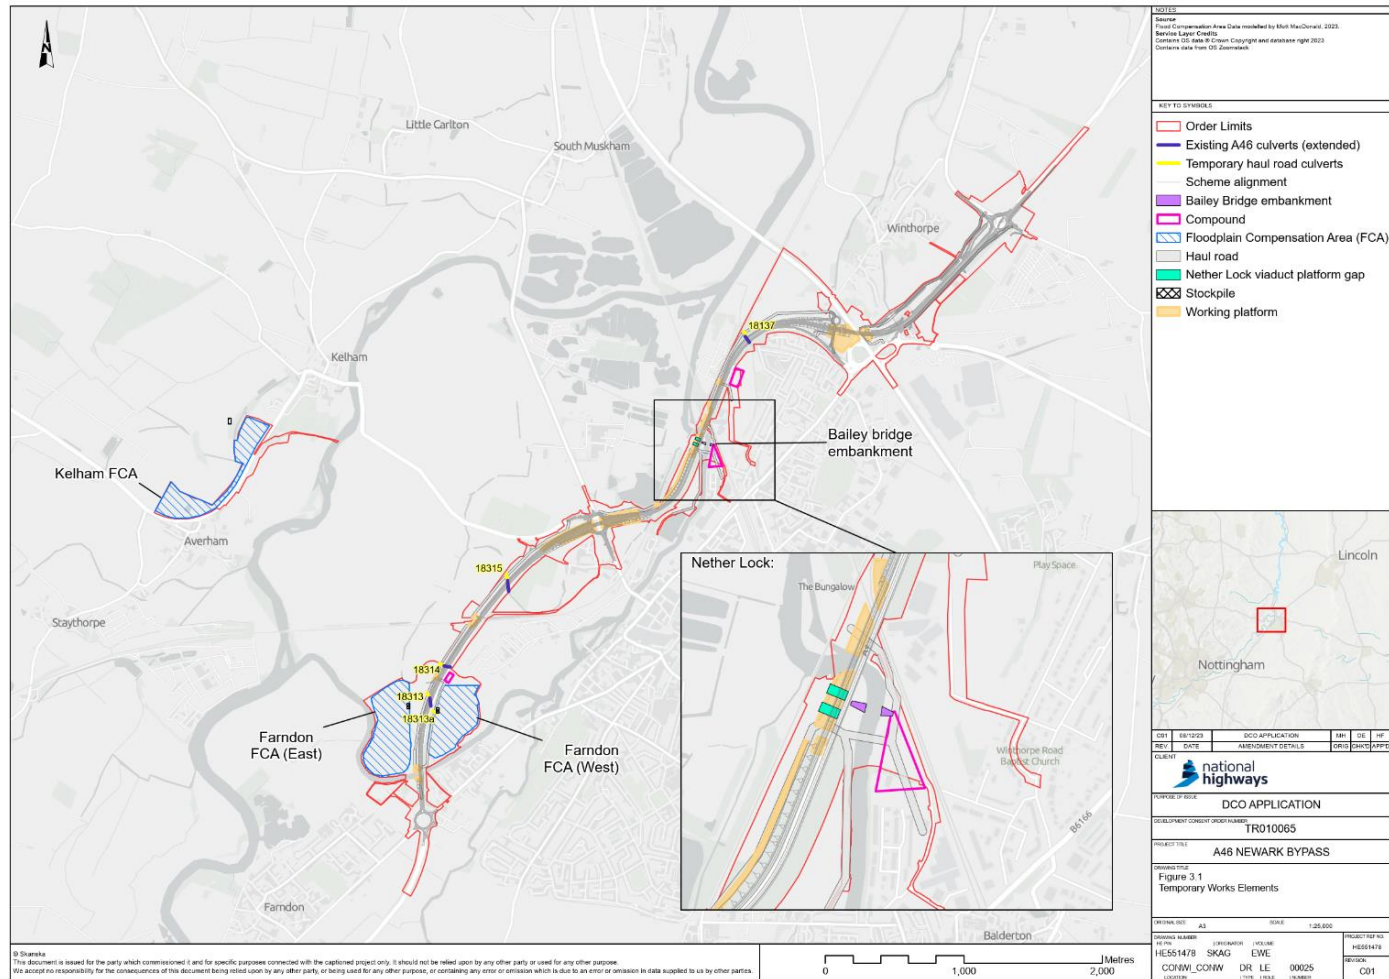 N
Little Carlton
South Muskham
Winthorpe
18137
Kelham
Kelham FCA
Averham
Bailey bridge
embankment
18315
Staythorpe
18314
18313
18313a
Farndon
FCA (East)
Farndon
FCA (West)
Farndon
Balderton
Nether Lock:
The Bungalow
Play Space
Winthorpe Road
Baptist Church
B6166
Metres
0
1,000
2,000
© Skanska
This document is issued for the party which commissioned it and for specific purposes connected with the captioned project only. It should not be relied upon by any other party or used for any other purpose.
We accept no responsibility for the consequences of this document being relied upon by any other party, or being used for any other purpose, or containing any error or omission which is due to an error or omission in data supplied to us by other parties.
NOTES
Source
Flood Compensation Area Data modelled by Mott MacDonald, 2023.
Service Layer Credits
Contains OS data © Crown Copyright and database right 2023
Contains data from OS Zoomstack
KEY TO SYMBOLS
Order Limits
Existing A46 culverts (extended)
Temporary haul road culverts
Scheme alignment
Bailey Bridge embankment
Compound
Floodplain Compensation Area (FCA)
Haul road
Nether Lock viaduct platform gap
Stockpile
Working platform
Lincoln
Nottingham
C01 08/12/23 DCO APPLICATION MH DE HF
REV. DATE AMENDMENT DETAILS ORIG CHK'D APP'D
CLIENT
national
highways
PURPOSE OF ISSUE
DCO APPLICATION
DEVELOPMENT CONSENT ORDER NUMBER
TR010065
PROJECT TITLE
A46 NEWARK BYPASS
DRAWING TITLE
Figure 3.1
Temporary Works Elements
ORIGINAL SIZE A3 SCALE 1:25,000
DRAWING NUMBER PROJECT REF NO.
HE PIN | ORIGINATOR | VOLUME
HE551478 SKAG EWE HE551478
REVISION
CONWI_CONW DR LE 00025 C01
LOCATION | TYPE | ROLE | NUMBER